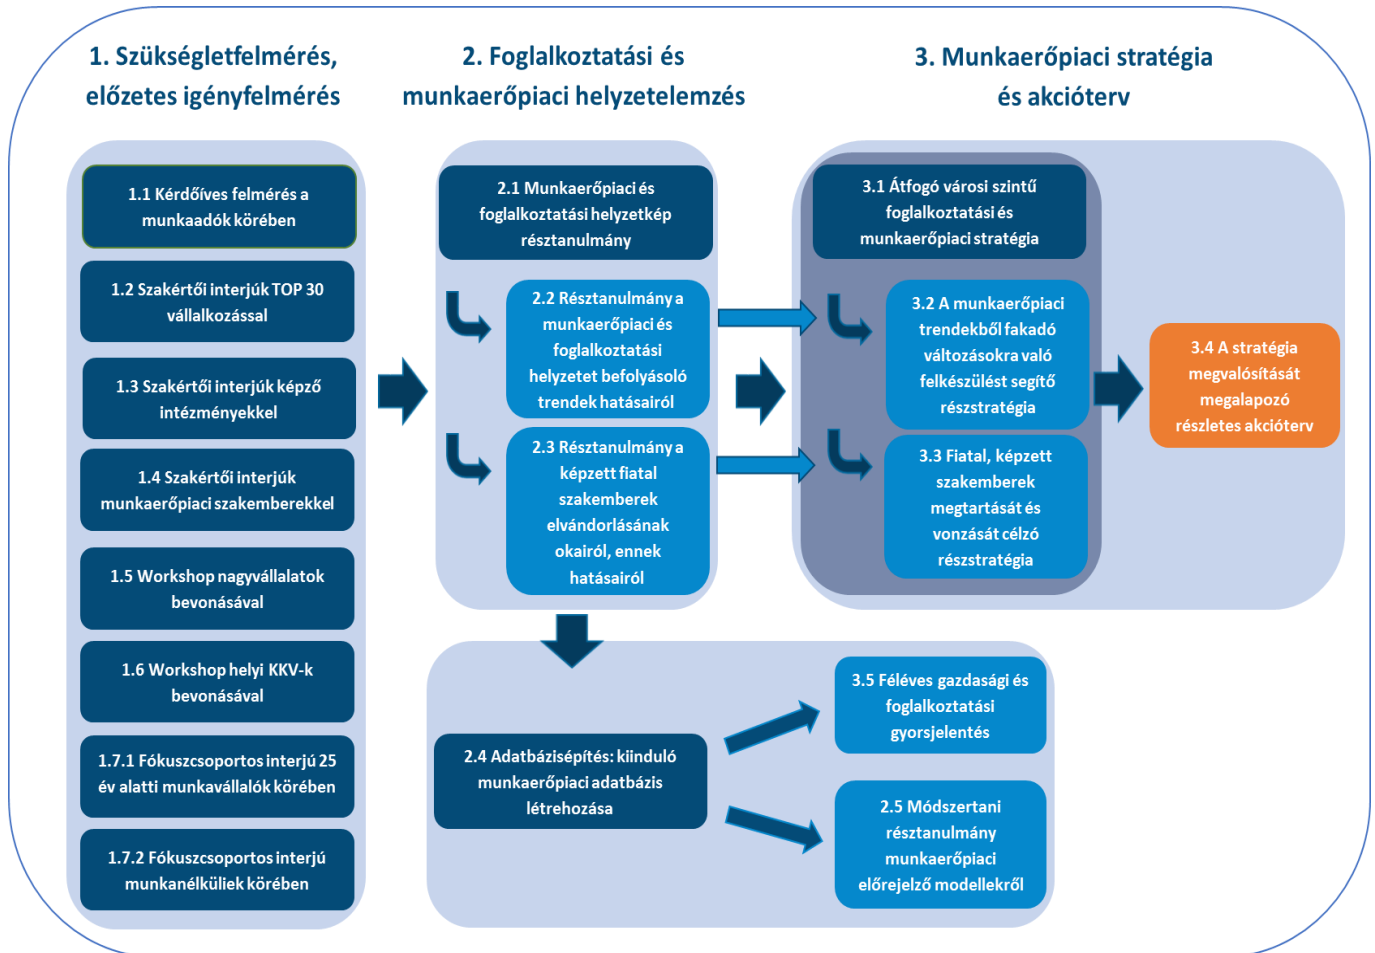 1. Szükségletfelmérés,
előzetes igényfelmérés
1.1 Kérdőíves felmérés a
munkaadók körében
1.2 Szakértői interjúk TOP 30
vállalkozással
1.3 Szakértői interjúk képző
intézményekkel
1.4 Szakértői interjúk
munkaerőpiaci szakemberekkel
1.5 Workshop nagyvállalatok
bevonásával
1.6 Workshop helyi KKV-k
bevonásával
1.7.1 Fókuszcsoportos interjú 25
év alatti munkavállalók körében
1.7.2 Fókuszcsoportos interjú
munkanélküliek körében
2. Foglalkoztatási és
munkaerőpiaci helyzetelemzés
2.1 Munkaerőpiaci és
foglalkoztatási helyzetkép
résztanulmány
2.2 Résztanulmány a
munkaerőpiaci és
foglalkoztatási
helyzetet befolyásoló
trendek hatásairól
2.3 Résztanulmány a
képzett fiatal
szakemberek
elvándorlásának
okairól, ennek
hatásairól
3. Munkaerőpiaci stratégia
és akcióterv
3.1 Átfogó városi szintű
foglalkoztatási és
munkaerőpiaci stratégia
3.2 A munkaerőpiaci
trendekből fakadó
változásokra való
felkészülést segítő
részstratégia
3.3 Fiatal, képzett
szakemberek
megtartását és
vonzását célzó
részstratégia
3.4 A stratégia
megvalósítását
megalapozó
részletes akcióterv
2.4 Adatbázisépítés: kiinduló
munkaerőpiaci adatbázis
létrehozása
3.5 Féléves gazdasági és
foglalkoztatási
gyorsjelentés
2.5 Módszertani
résztanulmány
munkaerőpiaci
előrejelző modellekről